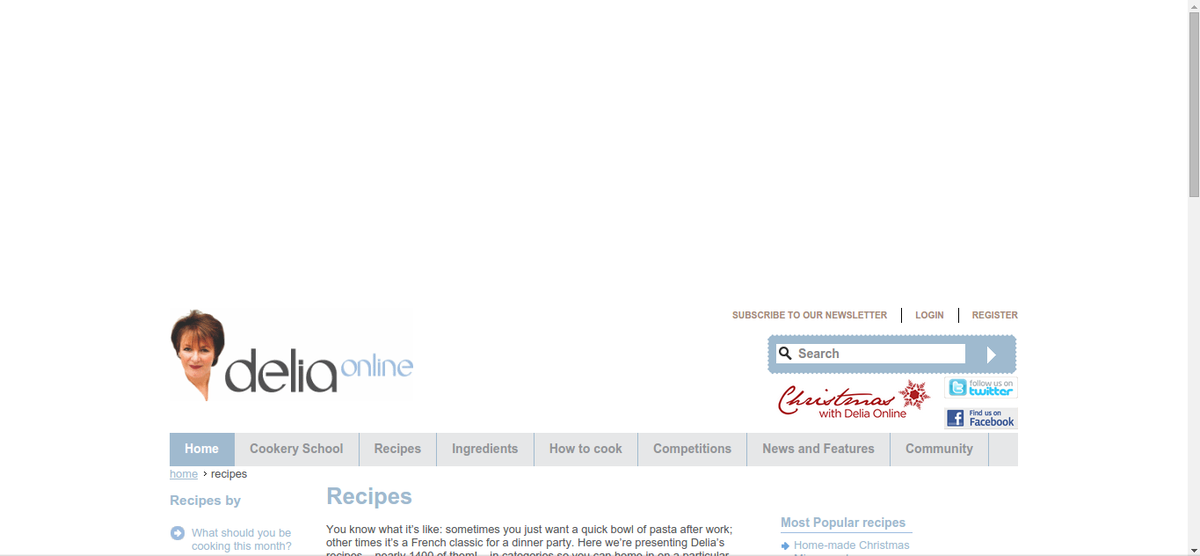 SUBSCRIBE TO OUR NEWSLETTER
LOGIN
REGISTER
delia online
Search
Christmas
with Delia Online
follow us on
twitter
Find us on
Facebook
Home
Cookery School
Recipes
Ingredients
How to cook
Competitions
News and Features
Community
home › recipes
Recipes by
What should you be
cooking this month?
Recipes
You know what it's like: sometimes you just want a quick bowl of pasta after work;
other times it's a French classic for a dinner party. Here we're presenting Delia's
recipes – nearly 1400 of them! – in categories so you can home in on a particular
Most Popular recipes
Home-made Christmas